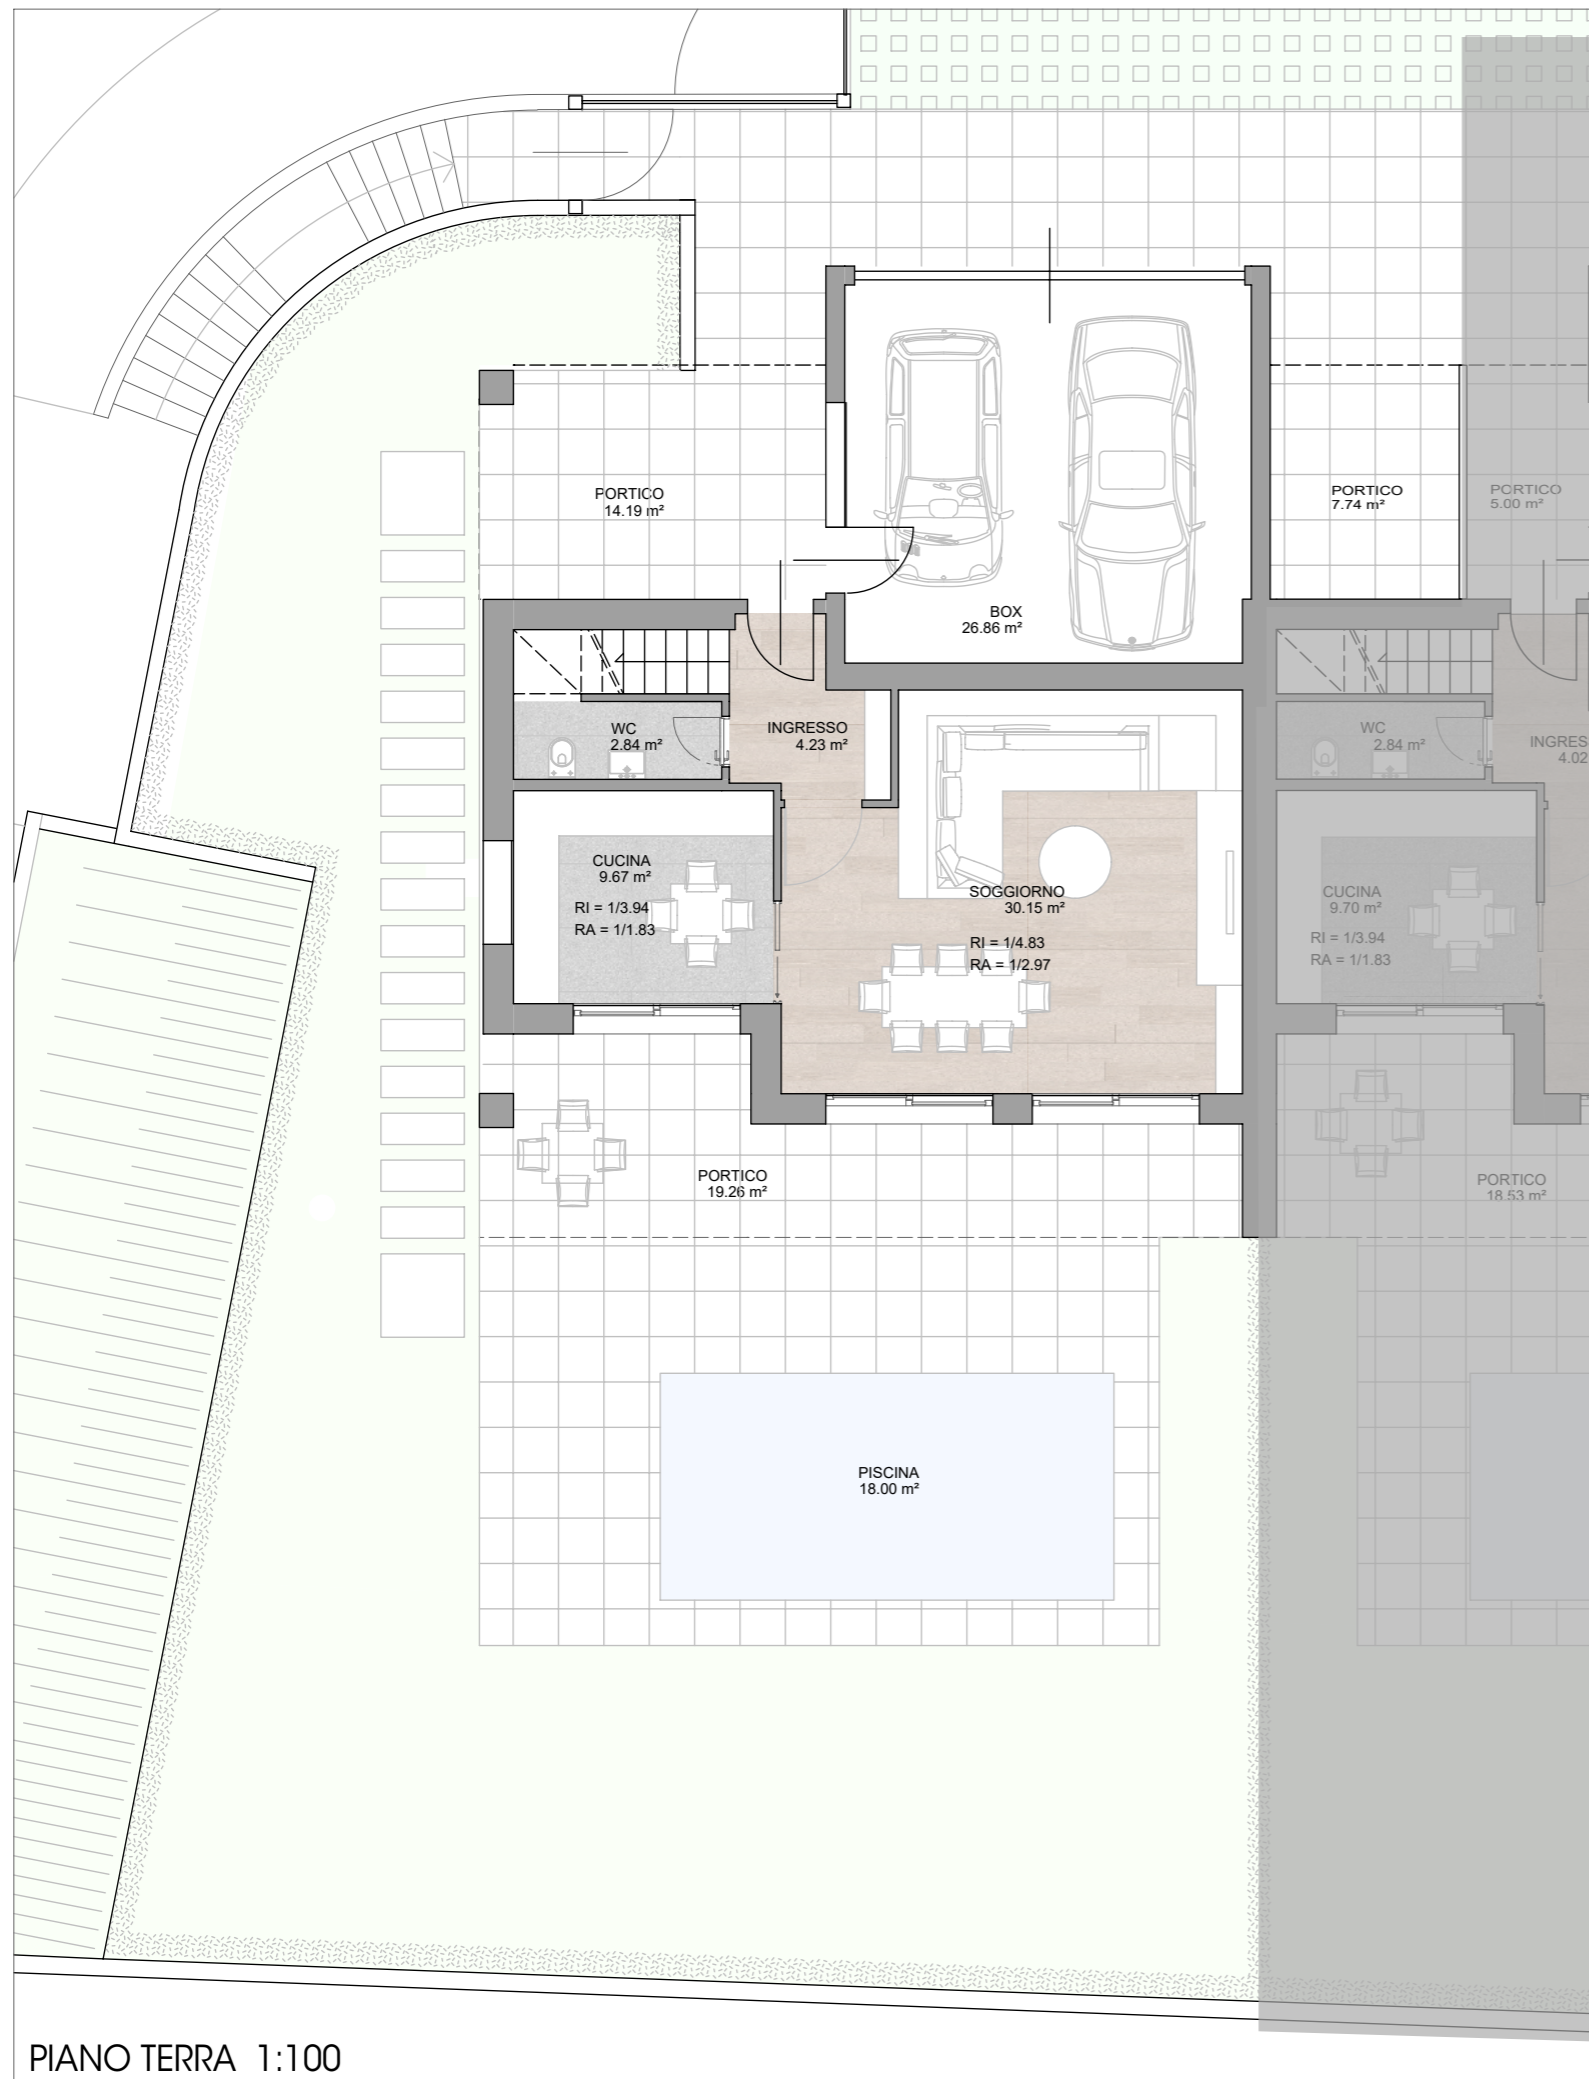 PORTICO
14.19 m²
PORTICO
7.74 m²
PORTICO
5.00 m²
BOX
26.86 m²
WC
2.84 m²
INGRESSO
4.23 m²
WC
2.84 m²
INGRES
4.02
CUCINA
9.67 m²
RI = 1/3.94
RA = 1/1.83
SOGGIORNO
30.15 m²
RI = 1/4.83
RA = 1/2.97
CUCINA
9.70 m²
RI = 1/3.94
RA = 1/1.83
PORTICO
19.26 m²
PORTICO
18.53 m²
PISCINA
18.00 m²
PIANO TERRA 1:100